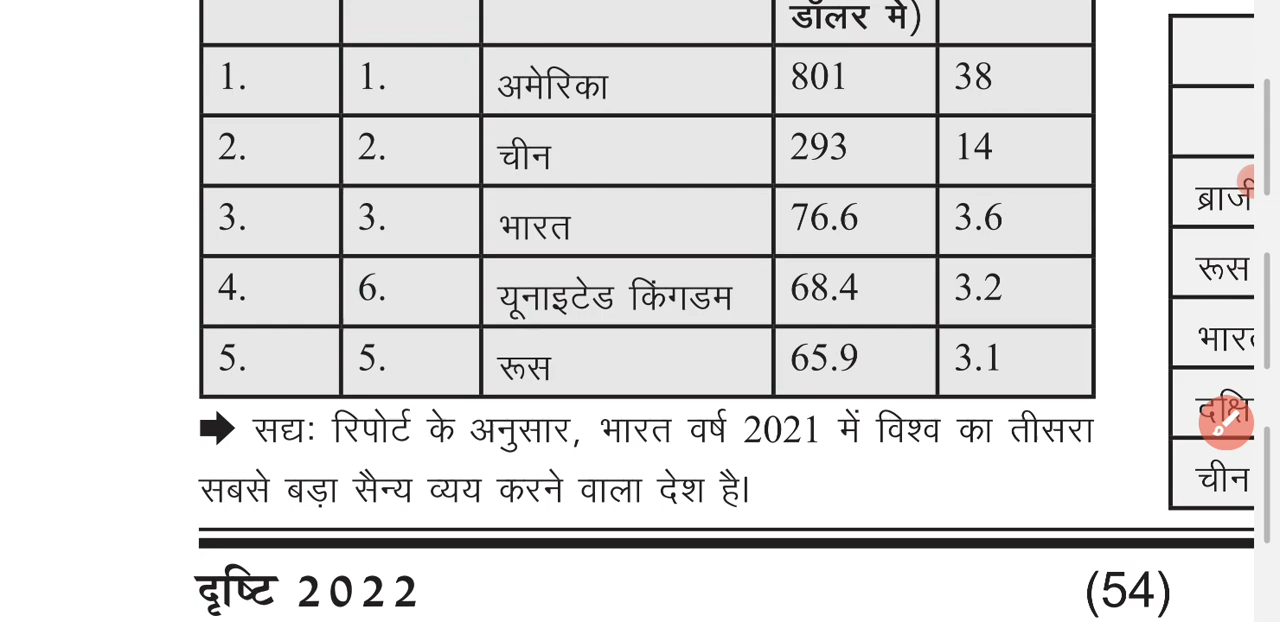 डॉलर में)
1. 1. अमेरिका 801 38
2. 2. चीन 293 14
3. 3. भारत 76.6 3.6
4. 6. यूनाइटेड किंगडम 68.4 3.2
5. 5. रूस 65.9 3.1
➡ सद्यः रिपोर्ट के अनुसार, भारत वर्ष 2021 में विश्व का तीसरा
सबसे बड़ा सैन्य व्यय करने वाला देश है।
रूस
चीन
दृष्टि 2022 (54)